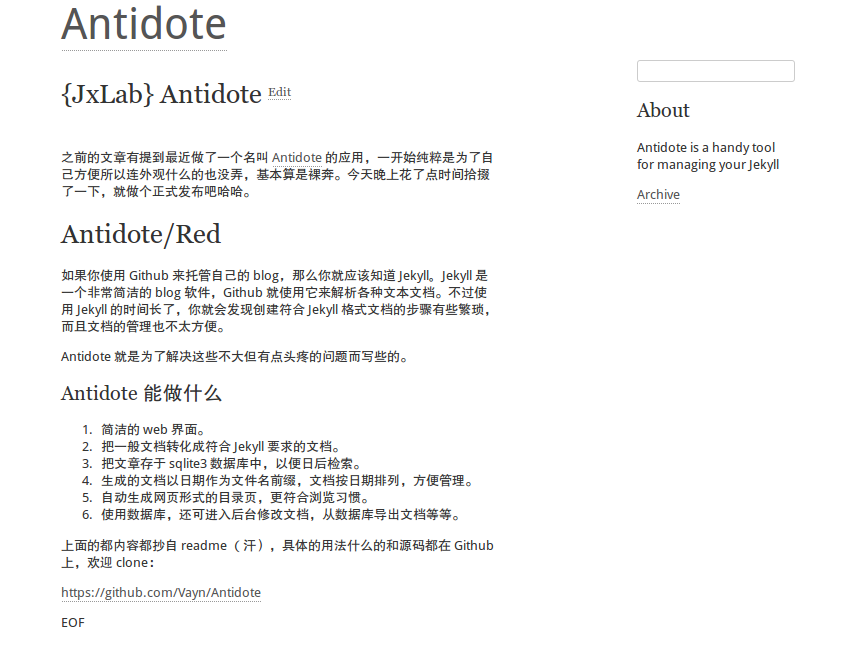 Antidote
{JxLab} Antidote Edit
之前的文章有提到最近做了一个名叫 Antidote 的应用，一开始纯粹是为了自
己方便所以连外观什么的也没弄，基本算是裸奔。今天晚上花了点时间拾掇
了一下，就做个正式发布吧哈哈。
Antidote/Red
如果你使用 Github 来托管自己的 blog，那么你就应该知道 Jekyll。Jekyll 是
一个非常简洁的 blog 软件，Github 就使用它来解析各种文本文档。不过使
用 Jekyll 的时间长了，你就会发现创建符合 Jekyll 格式文档的步骤有些繁琐，
而且文档的管理也不太方便。
Antidote 就是为了解决这些不大但有点头疼的问题而写些的。
Antidote 能做什么
1. 简洁的 web 界面。
2. 把一般文档转化成符合 Jekyll 要求的文档。
3. 把文章存于 sqlite3 数据库中，以便日后检索。
4. 生成的文档以日期作为文件名前缀，文档按日期排列，方便管理。
5. 自动生成网页形式的目录页，更符合浏览习惯。
6. 使用数据库，还可进入后台修改文档，从数据库导出文档等等。
上面的都内容都抄自 readme（汗），具体的用法什么的和源码都在 Github
上，欢迎 clone：
https://github.com/Vayn/Antidote
EOF
About
Antidote is a handy tool
for managing your Jekyll
Archive